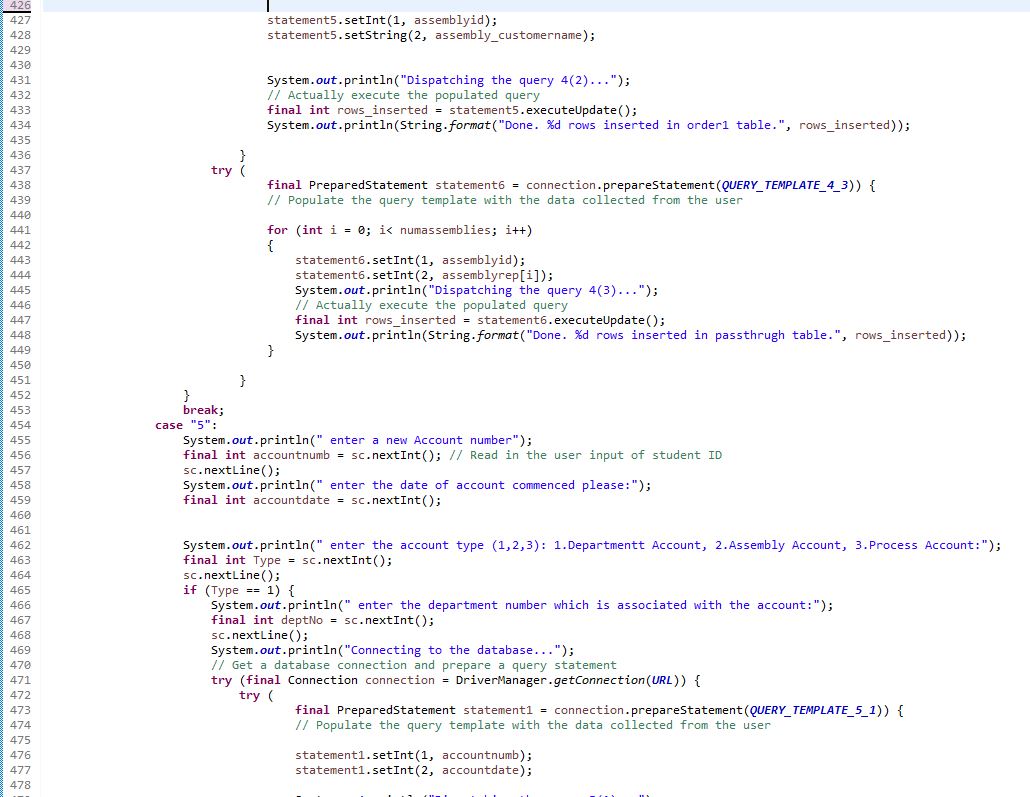 426
427 statement5.setInt(1, assemblyid);
428 statement5.setString(2, assembly_customername);
429
430
431 System.out.println("Dispatching the query 4(2)...");
432 // Actually execute the populated query
433 final int rows_inserted = statement5.executeUpdate();
434 System.out.println(String.format("Done. %d rows inserted in order1 table.", rows_inserted));
435
436 }
437 try (
438 final PreparedStatement statement6 = connection.prepareStatement(QUERY_TEMPLATE_4_3)) {
439 // Populate the query template with the data collected from the user
440
441 for (int i = 0; i< numassemblies; i++)
442 {
443 statement6.setInt(1, assemblyid);
444 statement6.setInt(2, assemblyrep[i]);
445 System.out.println("Dispatching the query 4(3)...");
446 // Actually execute the populated query
447 final int rows_inserted = statement6.executeUpdate();
448 System.out.println(String.format("Done. %d rows inserted in passthrugh table.", rows_inserted));
449 }
450
451 }
452 }
453 break;
454 case "5":
455 System.out.println(" enter a new Account number");
456 final int accountnumb = sc.nextInt(); // Read in the user input of student ID
457 sc.nextLine();
458 System.out.println(" enter the date of account commenced please:");
459 final int accountdate = sc.nextInt();
460
461
462 System.out.println(" enter the account type (1,2,3): 1.Departmentt Account, 2.Assembly Account, 3.Process Account:");
463 final int Type = sc.nextInt();
464 sc.nextLine();
465 if (Type == 1) {
466 System.out.println(" enter the department number which is associated with the account:");
467 final int deptNo = sc.nextInt();
468 sc.nextLine();
469 System.out.println("Connecting to the database...");
470 // Get a database connection and prepare a query statement
471 try (final Connection connection = DriverManager.getConnection(URL)) {
472 try (
473 final PreparedStatement statement1 = connection.prepareStatement(QUERY_TEMPLATE_5_1)) {
474 // Populate the query template with the data collected from the user
475
476 statement1.setInt(1, accountnumb);
477 statement1.setInt(2, accountdate);
478